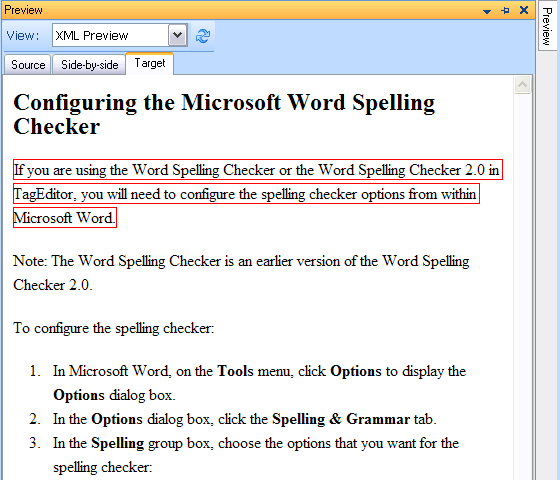 Preview
View: XML Preview
Source Side-by-side Target
Configuring the Microsoft Word Spelling
Checker
If you are using the Word Spelling Checker or the Word Spelling Checker 2.0 in
TagEditor, you will need to configure the spelling checker options from within
Microsoft Word.
Note: The Word Spelling Checker is an earlier version of the Word Spelling
Checker 2.0.
To configure the spelling checker:
1. In Microsoft Word, on the Tools menu, click Options to display the
Options dialog box.
2. In the Options dialog box, click the Spelling & Grammar tab.
3. In the Spelling group box, choose the options that you want for the
spelling checker:
Preview